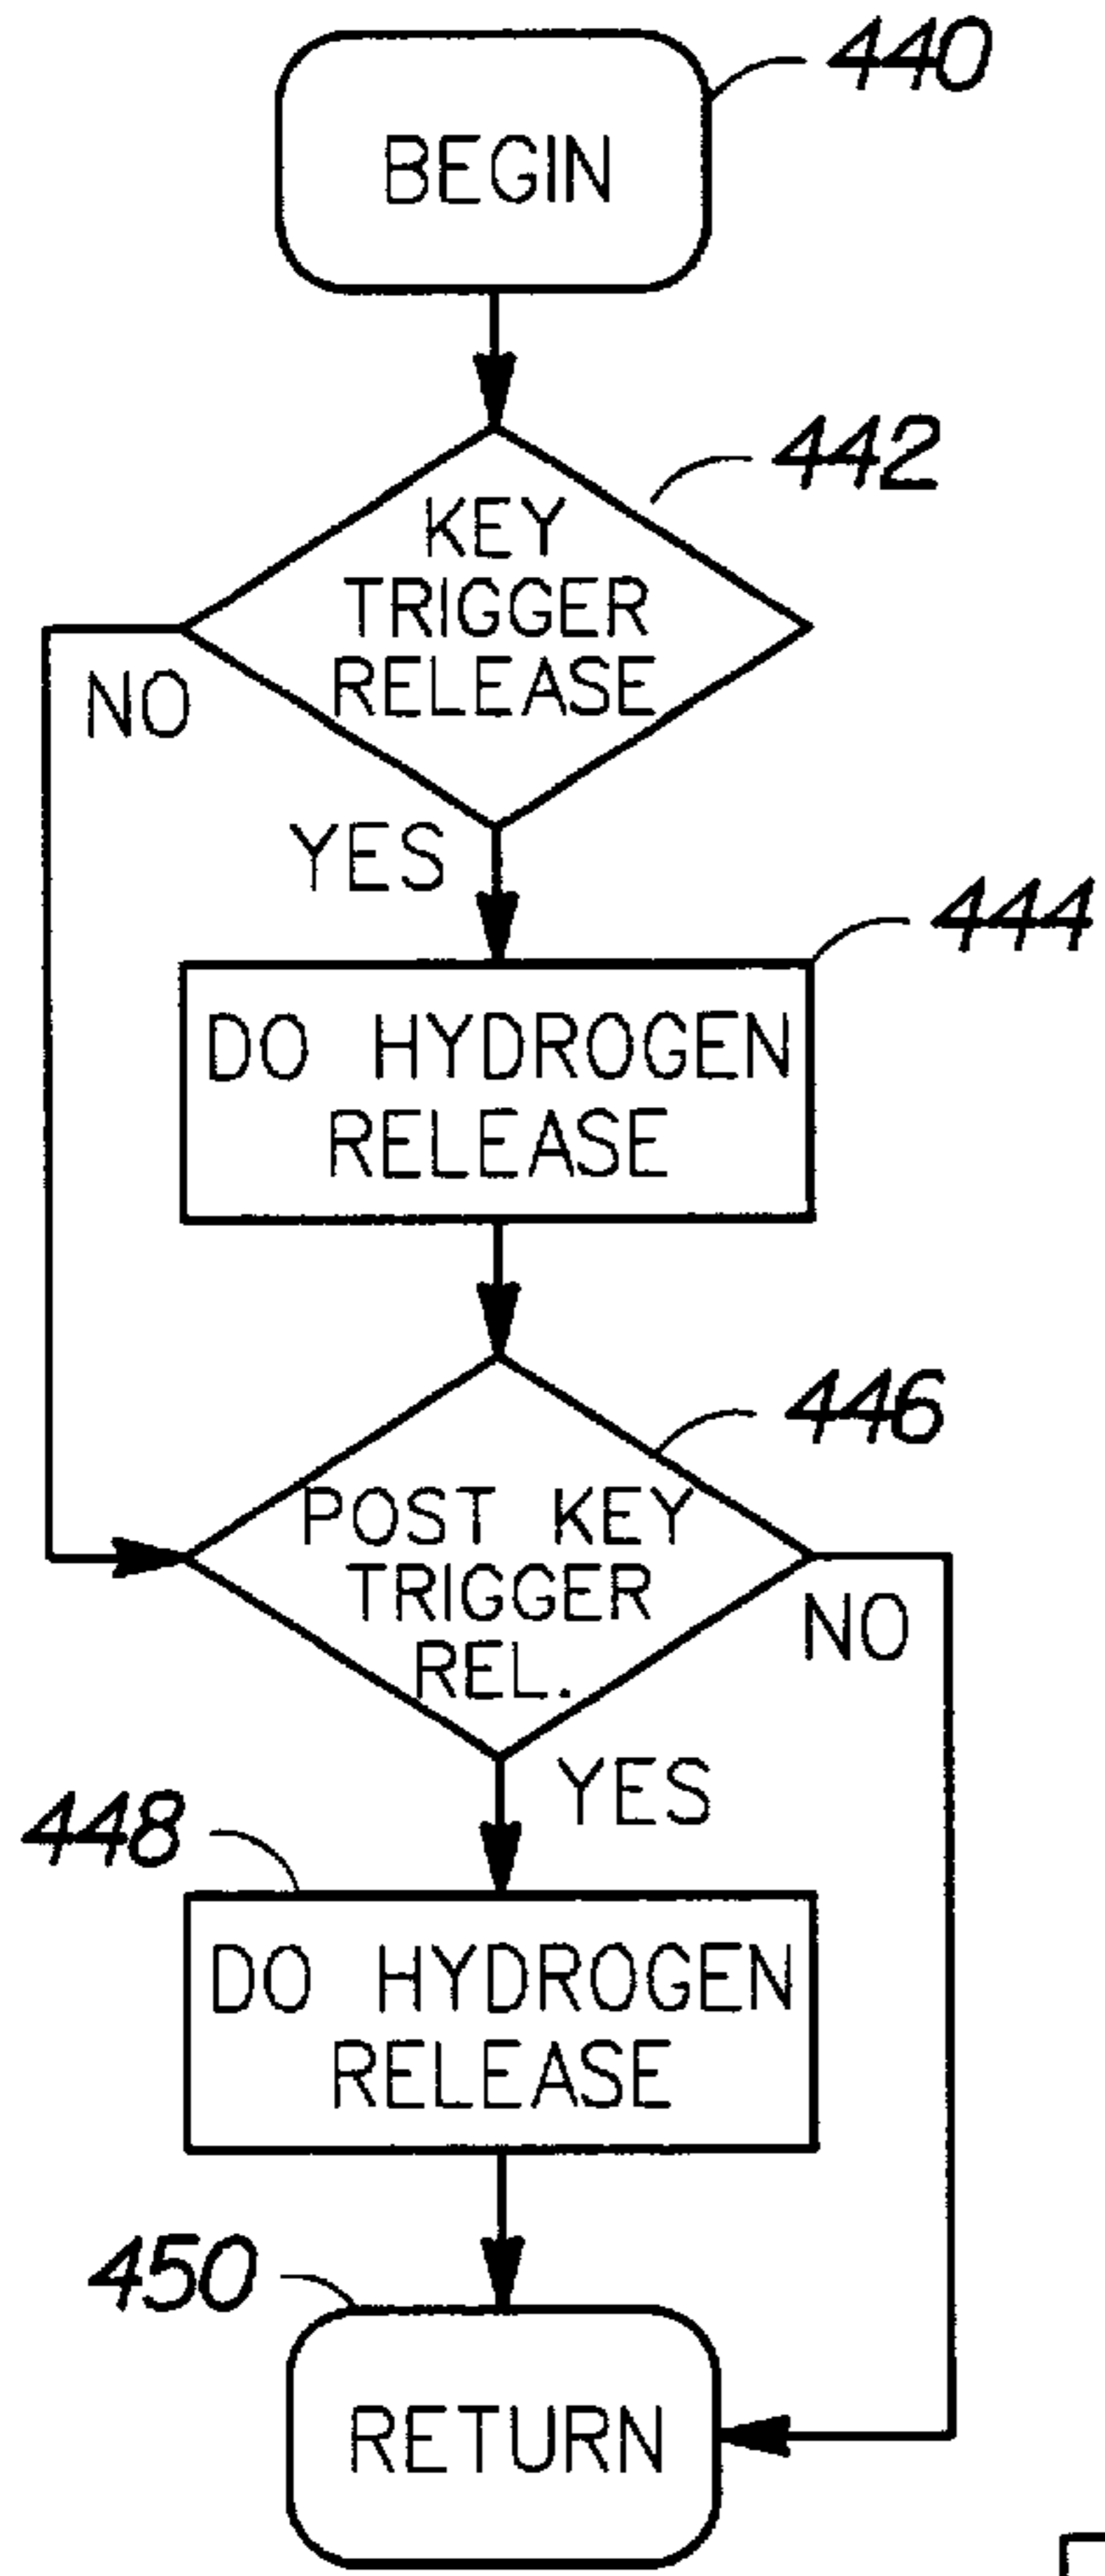 440
BEGIN
442
KEY
TRIGGER
RELEASE
NO
YES
444
DO HYDROGEN
RELEASE
446
POST KEY
TRIGGER
REL.
NO
YES
448
DO HYDROGEN
RELEASE
450
RETURN